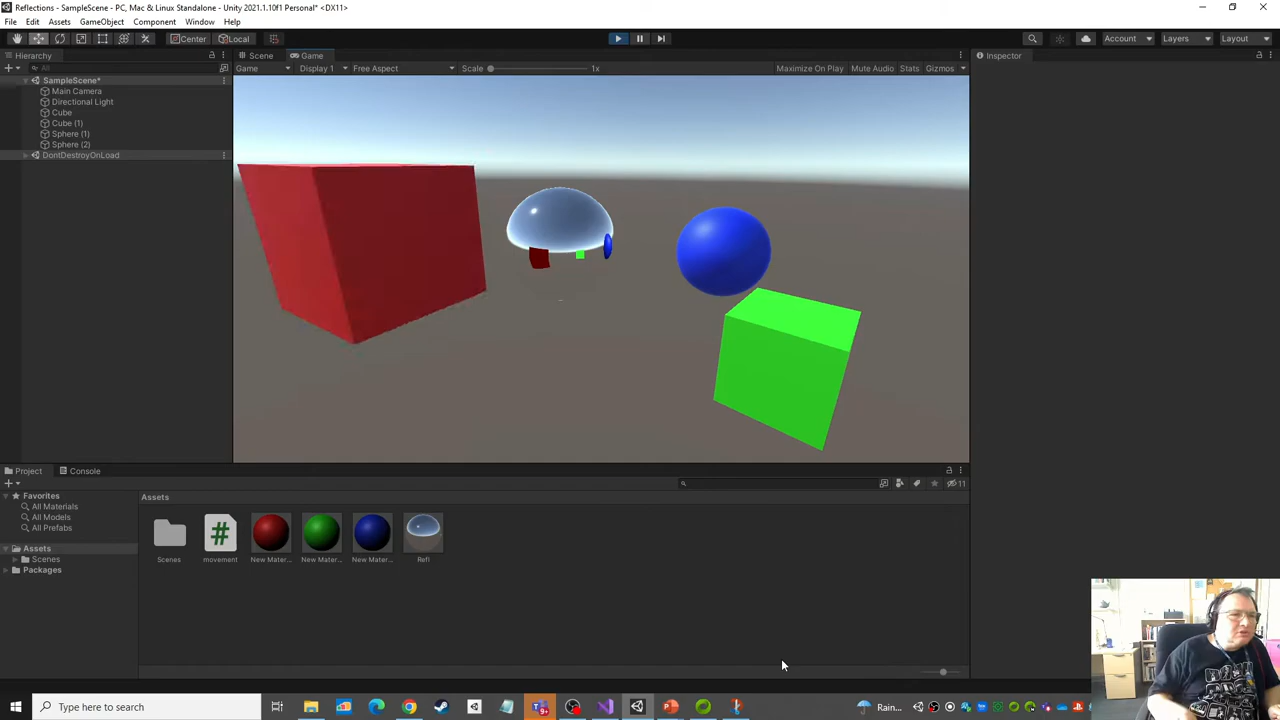 Reflections - SampleScene - PC, Mac & Linux Standalone - Unity 2021.1.10f1 Personal* <DX11>
File Edit Assets GameObject Component Window Help
Center Local Account Layers Layout
Hierarchy Scene Game Inspector
All Game Display 1 Free Aspect Scale 1x Maximize On Play Mute Audio Stats Gizmos
SampleScene*
Main Camera
Directional Light
Cube
Cube (1)
Sphere (1)
Sphere (2)
DontDestroyOnLoad
Project Console
11
Favorites
All Materials
All Models
All Prefabs
Assets
Scenes
Packages
Assets
Scenes movement New Mater... New Mater... New Mater... Refl
Type here to search
Rain...